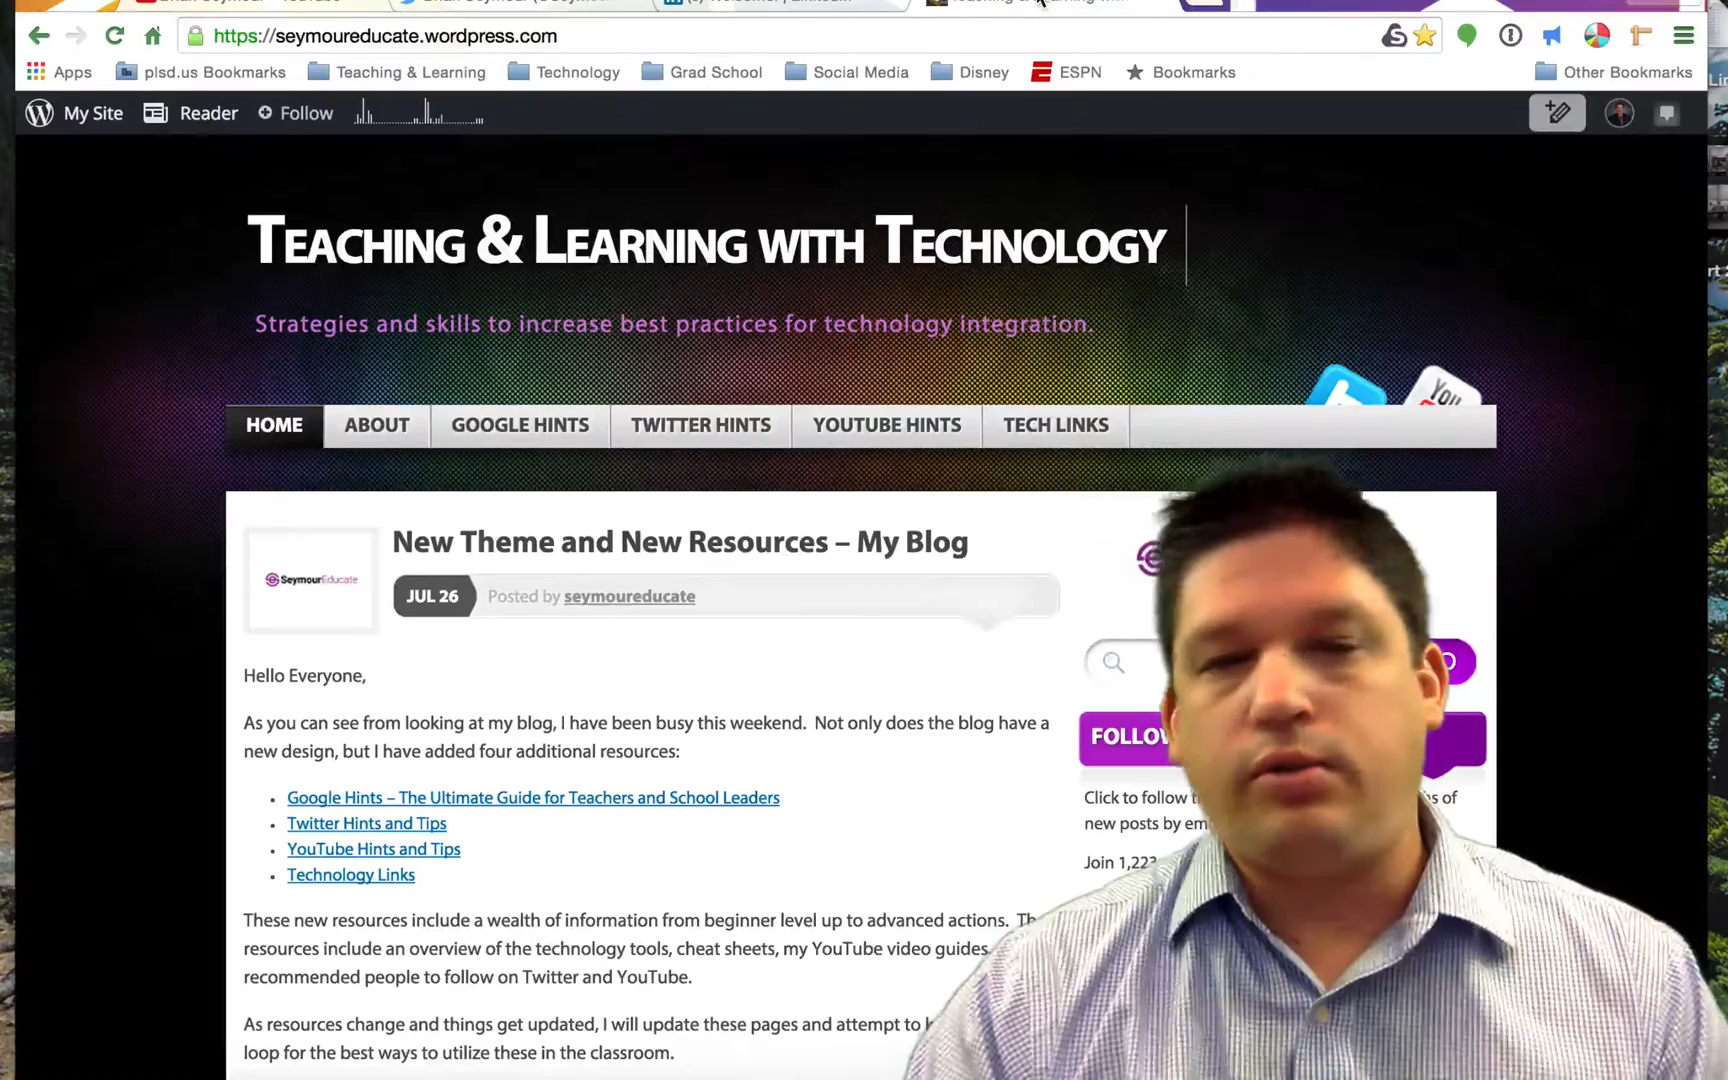 https://seymoureducate.wordpress.com
Apps plsd.us Bookmarks Teaching & Learning Technology Grad School Social Media Disney ESPN Bookmarks Other Bookmarks
My Site Reader Follow
TEACHING & LEARNING WITH TECHNOLOGY
Strategies and skills to increase best practices for technology integration.
You
HOME ABOUT GOOGLE HINTS TWITTER HINTS YOUTUBE HINTS TECH LINKS
SeymourEducate
New Theme and New Resources – My Blog
JUL 26 Posted by seymoureducate
Hello Everyone,
As you can see from looking at my blog, I have been busy this weekend. Not only does the blog have a
new design, but I have added four additional resources:
Google Hints – The Ultimate Guide for Teachers and School Leaders
Twitter Hints and Tips
YouTube Hints and Tips
Technology Links
These new resources include a wealth of information from beginner level up to advanced actions.
resources include an overview of the technology tools, cheat sheets, my YouTube video guides
recommended people to follow on Twitter and YouTube.
As resources change and things get updated, I will update these pages and attempt to
loop for the best ways to utilize these in the classroom.
FOLLOW
Click to follow of
new posts by
Join 1,223